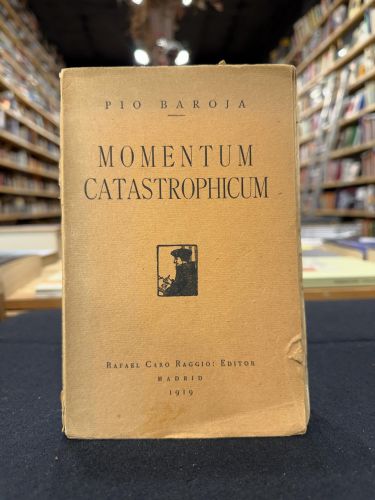 PIO BAROJA
MOMENTUM
CATASTROPHICUM
RAFAEL CARO RAGGIO: EDITOR
MADRID
1919